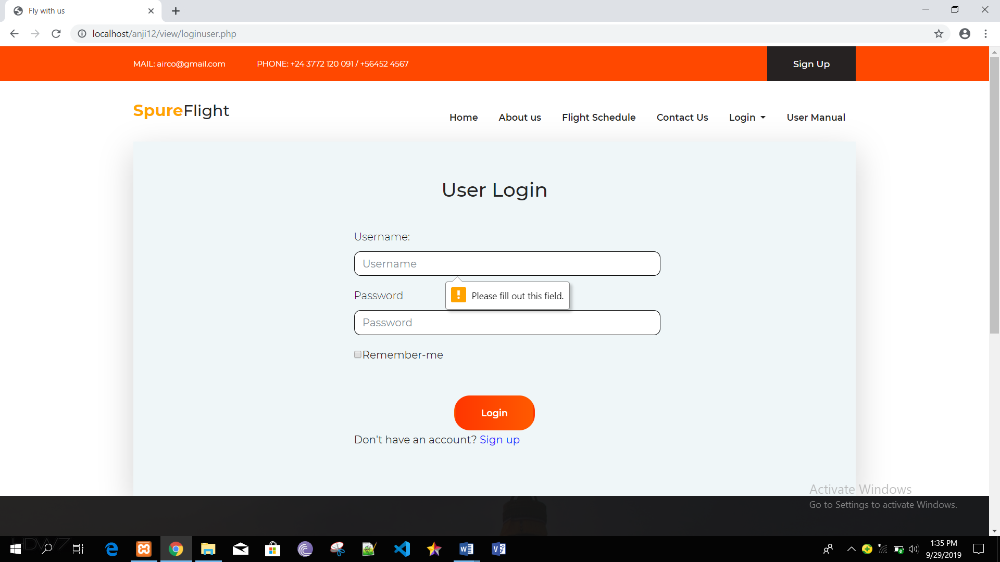 Fly with us
localhost/anji12/view/loginuser.php
MAIL: airco@gmail.com PHONE: +24 3772 120 091 / +56452 4567 Sign Up
SpureFlight
Home About us Flight Schedule Contact Us Login User Manual
User Login
Username:
Username
Please fill out this field.
Password
Password
Remember-me
Login
Don't have an account? Sign up
Activate Windows
Go to Settings to activate Windows.
HDW7
1:35 PM
9/29/2019